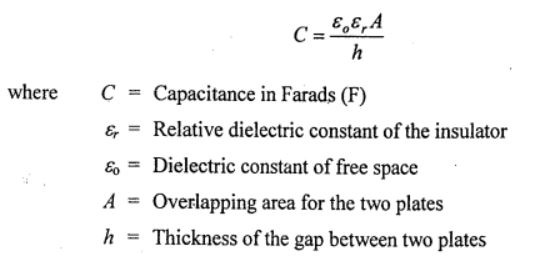 C = ε₀εᵣA / h
where C = Capacitance in Farads (F)
εᵣ = Relative dielectric constant of the insulator
ε₀ = Dielectric constant of free space
A = Overlapping area for the two plates
h = Thickness of the gap between two plates